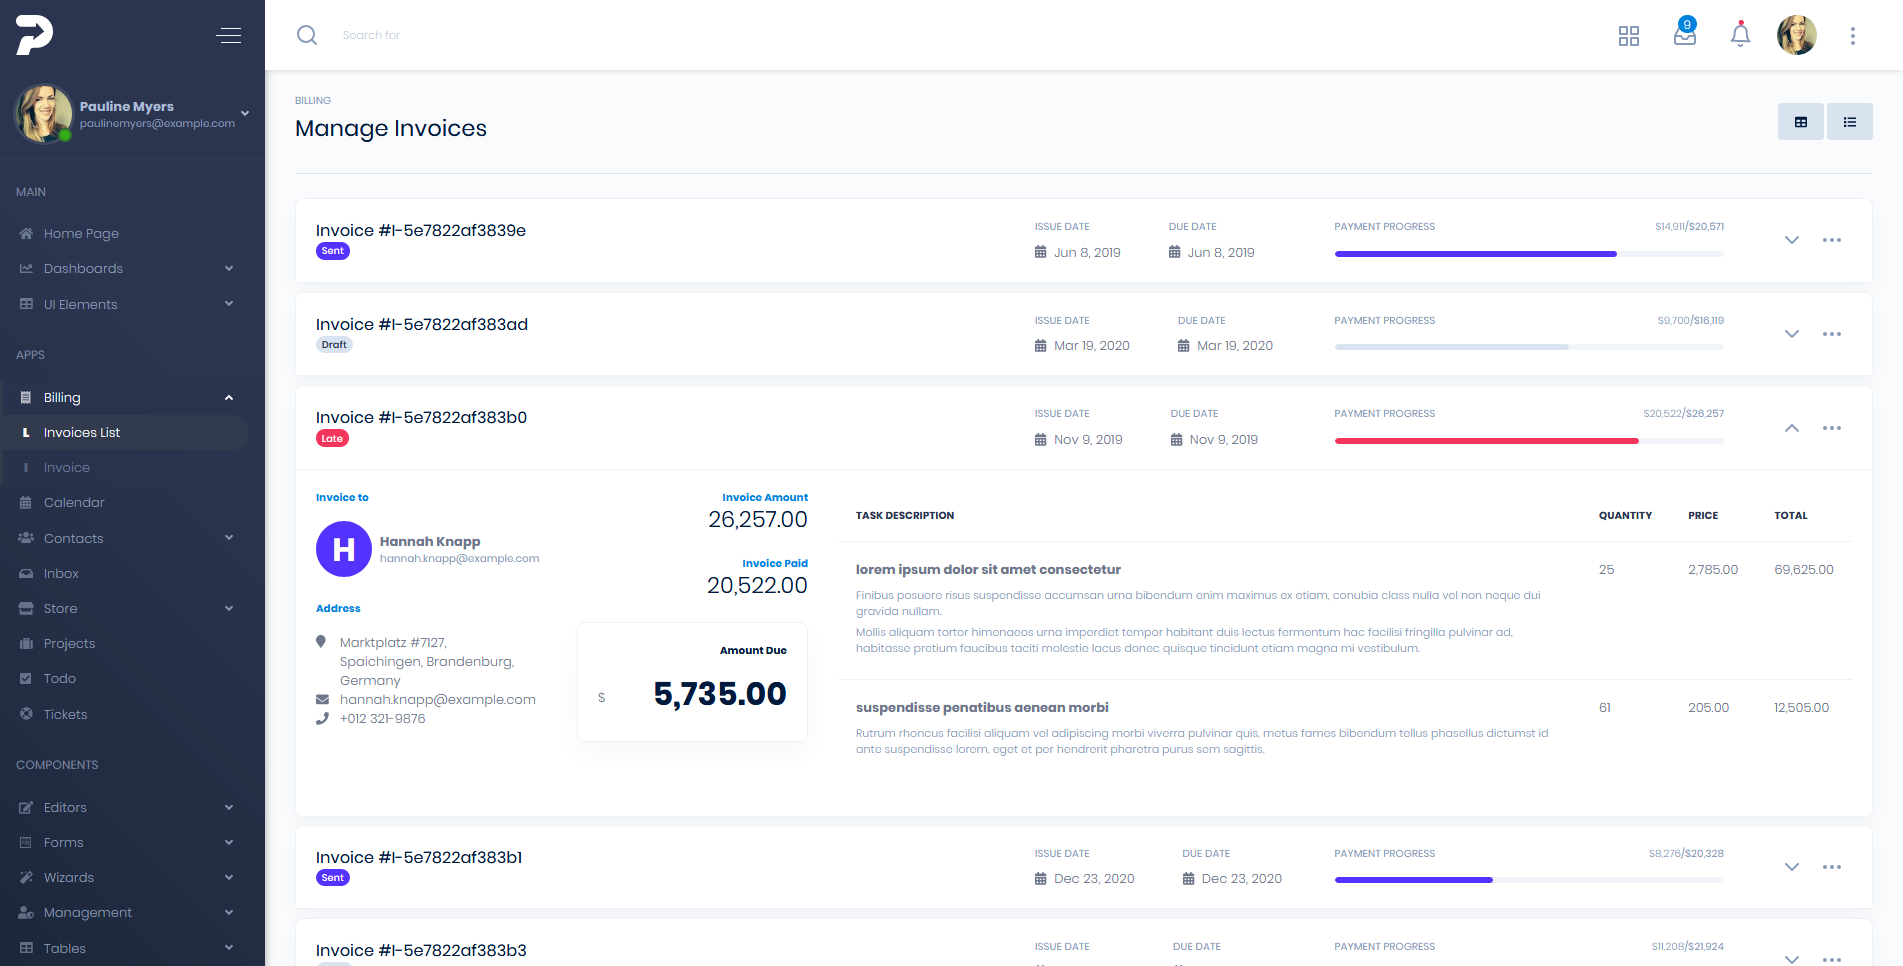 Pauline Myers
paulinemyers@example.com
MAIN
Home Page
Dashboards
UI Elements
APPS
Billing
L Invoices List
I Invoice
Calendar
Contacts
Inbox
Store
Projects
Todo
Tickets
COMPONENTS
Editors
Forms
Wizards
Management
Tables
Search for
9
BILLING
Manage Invoices
Invoice #I-5e7822af3839e
Sent
ISSUE DATE
Jun 8, 2019
DUE DATE
Jun 8, 2019
PAYMENT PROGRESS
$14,911/$20,571
Invoice #I-5e7822af383ad
Draft
ISSUE DATE
Mar 19, 2020
DUE DATE
Mar 19, 2020
PAYMENT PROGRESS
$9,700/$16,119
Invoice #I-5e7822af383b0
Late
ISSUE DATE
Nov 9, 2019
DUE DATE
Nov 9, 2019
PAYMENT PROGRESS
$20,522/$26,257
Invoice to
H
Hannah Knapp
hannah.knapp@example.com
Address
Marktplatz #7127,
Spaichingen, Brandenburg,
Germany
hannah.knapp@example.com
+012 321-9876
Invoice Amount
26,257.00
Invoice Paid
20,522.00
Amount Due
$ 5,735.00
TASK DESCRIPTION QUANTITY PRICE TOTAL
lorem ipsum dolor sit amet consectetur 25 2,785.00 69,625.00
Finibus posuere risus suspendisse accumsan urna bibendum enim maximus ex etiam, conubia class nulla vel non neque dui
gravida nullam.
Mollis aliquam tortor himenaeos urna imperdiet tempor habitant duis lectus fermentum hac facilisi fringilla pulvinar ad,
habitasse pretium faucibus taciti molestie lacus donec quisque tincidunt etiam magna mi vestibulum.
suspendisse penatibus aenean morbi 61 205.00 12,505.00
Rutrum rhoncus facilisi aliquam vel adipiscing morbi viverra pulvinar quis, metus fames bibendum tellus phasellus dictumst id
ante suspendisse lorem, eget et per hendrerit pharetra purus sem sagittis.
Invoice #I-5e7822af383b1
Sent
ISSUE DATE
Dec 23, 2020
DUE DATE
Dec 23, 2020
PAYMENT PROGRESS
$8,276/$20,328
Invoice #I-5e7822af383b3
ISSUE DATE
DUE DATE
PAYMENT PROGRESS
$11,208/$21,924